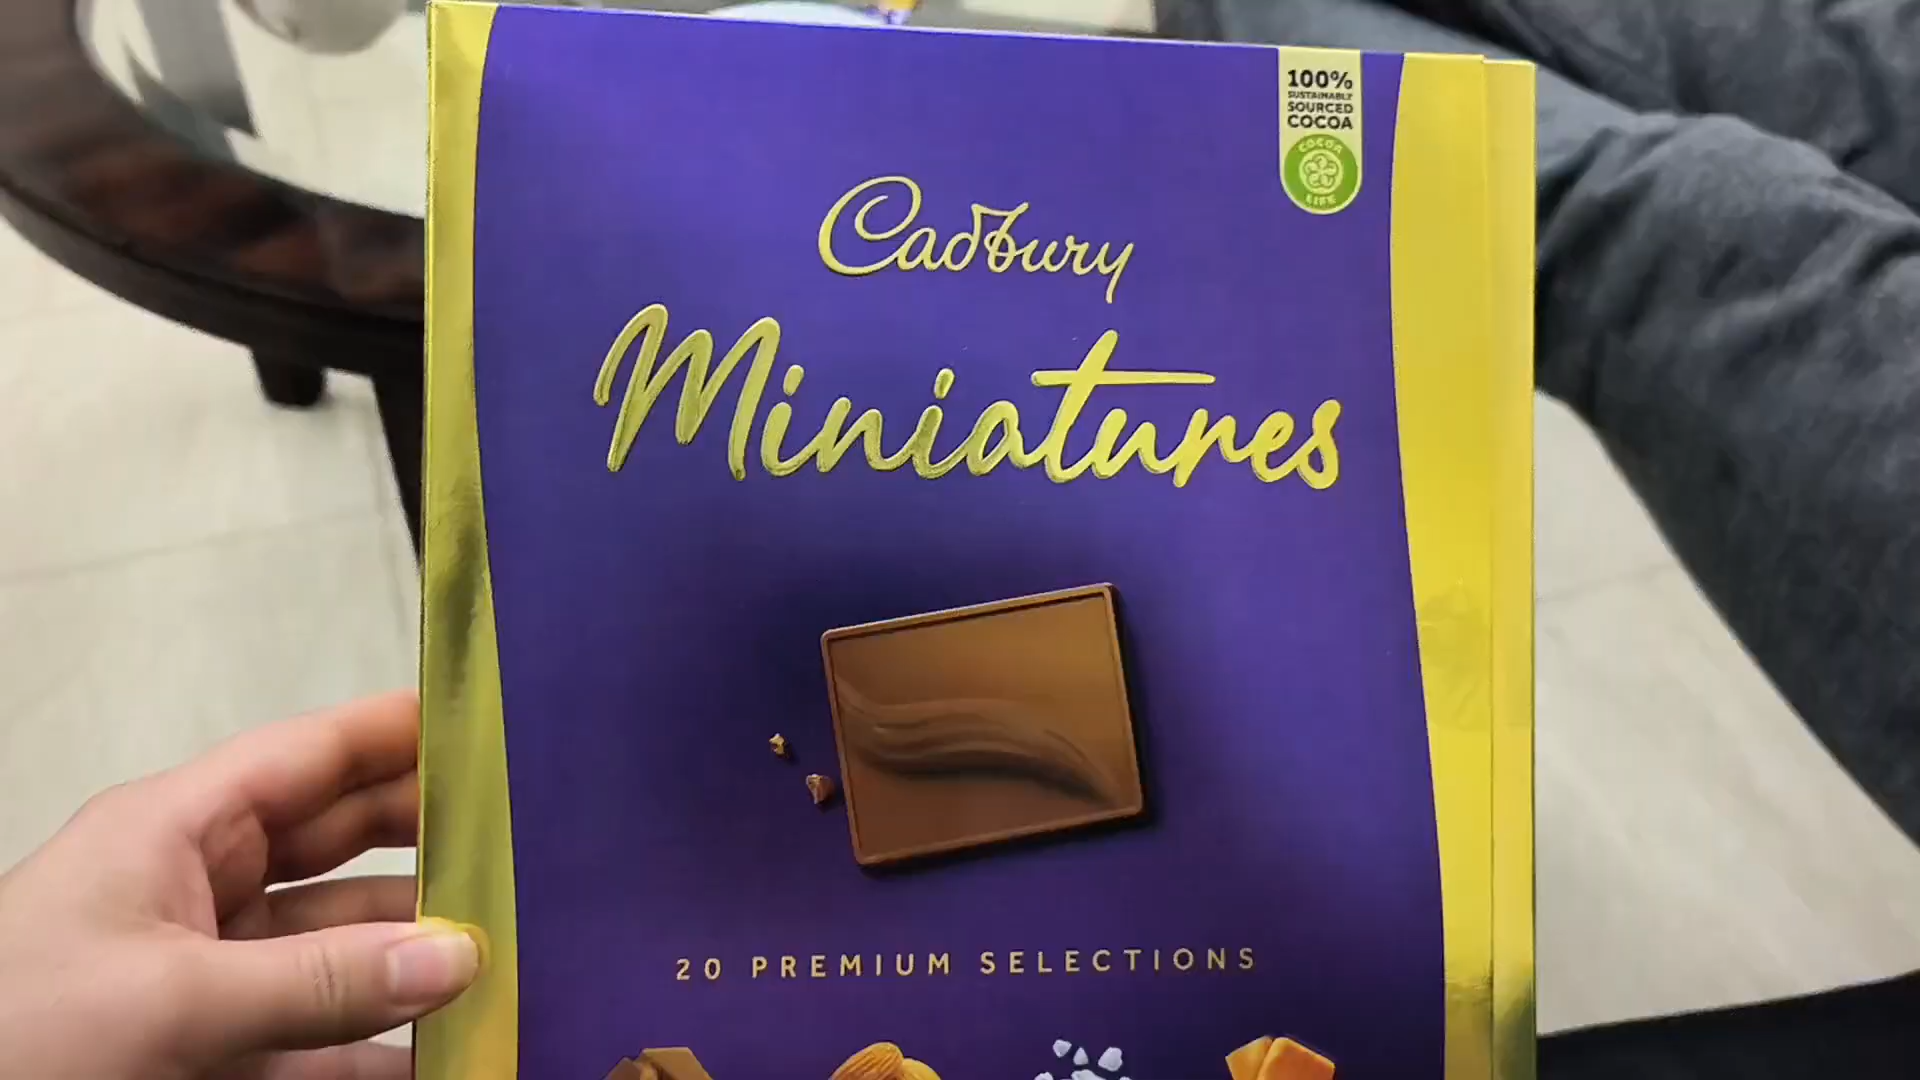 100%
SUSTAINABLY
SOURCED
COCOA
COCOA
LIFE
Cadbury
Miniatures
20 PREMIUM SELECTIONS